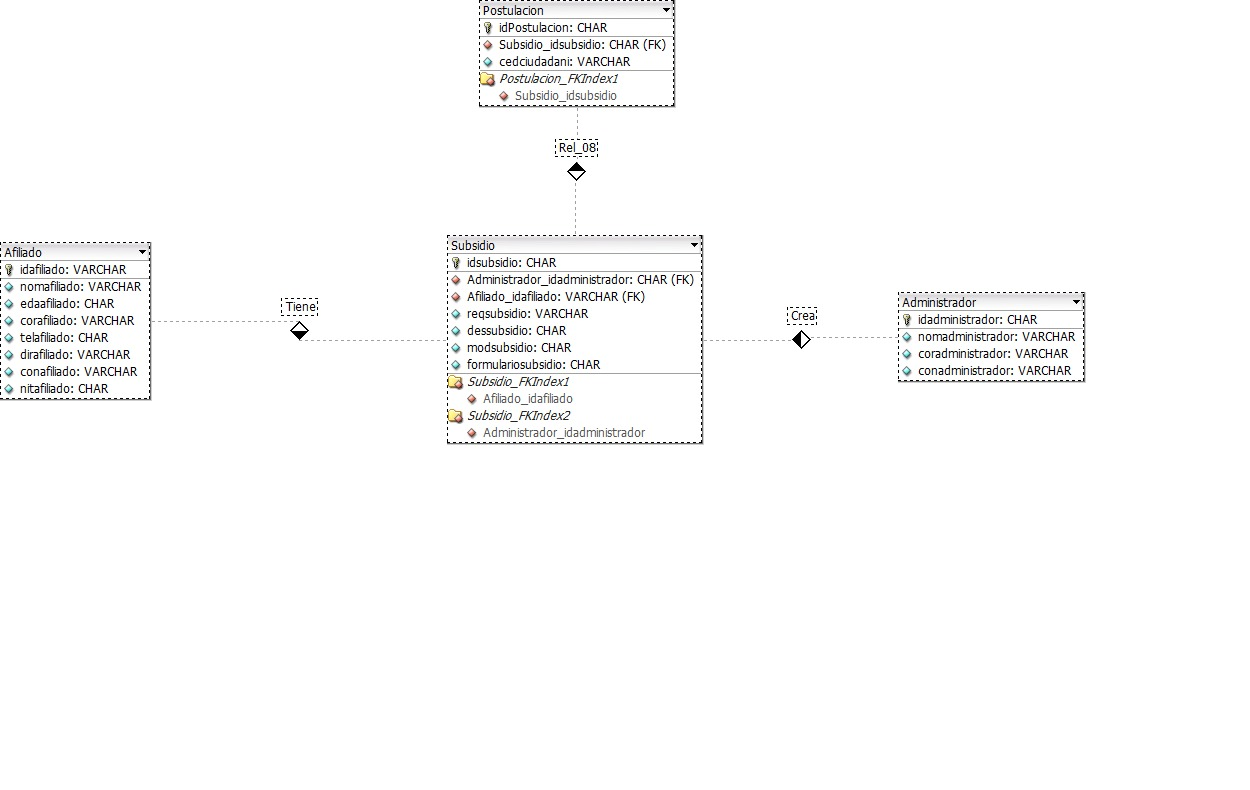 Postulacion
idPostulacion: CHAR
Subsidio_idsubsidio: CHAR (FK)
cedciudadani: VARCHAR
Postulacion_FKIndex1
Subsidio_idsubsidio
Rel_08
Afiliado
idafiliado: VARCHAR
nomafiliado: VARCHAR
edaafiliado: CHAR
corafiliado: VARCHAR
telafiliado: CHAR
dirafiliado: VARCHAR
conafiliado: VARCHAR
nitafiliado: CHAR
Tiene
Subsidio
idsubsidio: CHAR
Administrador_idadministrador: CHAR (FK)
Afiliado_idafiliado: VARCHAR (FK)
reqsubsidio: VARCHAR
dessubsidio: CHAR
modsubsidio: CHAR
formulariosubsidio: CHAR
Subsidio_FKIndex1
Afiliado_idafiliado
Subsidio_FKIndex2
Administrador_idadministrador
Crea
Administrador
idadministrador: CHAR
nomadministrador: VARCHAR
coradministrador: VARCHAR
conadministrador: VARCHAR